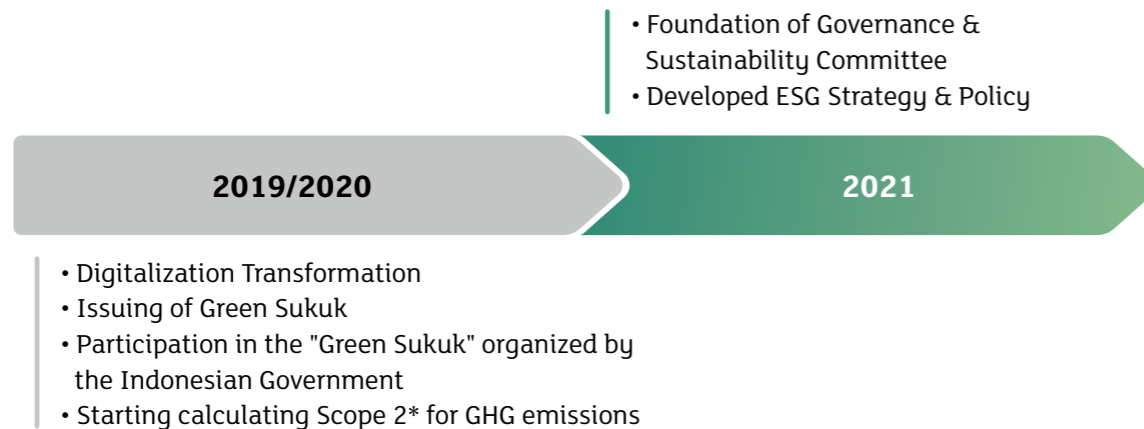 • Foundation of Governance &
Sustainability Committee
• Developed ESG Strategy & Policy
2019/2020
2021
• Digitalization Transformation
• Issuing of Green Sukuk
• Participation in the "Green Sukuk" organized by
the Indonesian Government
• Starting calculating Scope 2* for GHG emissions